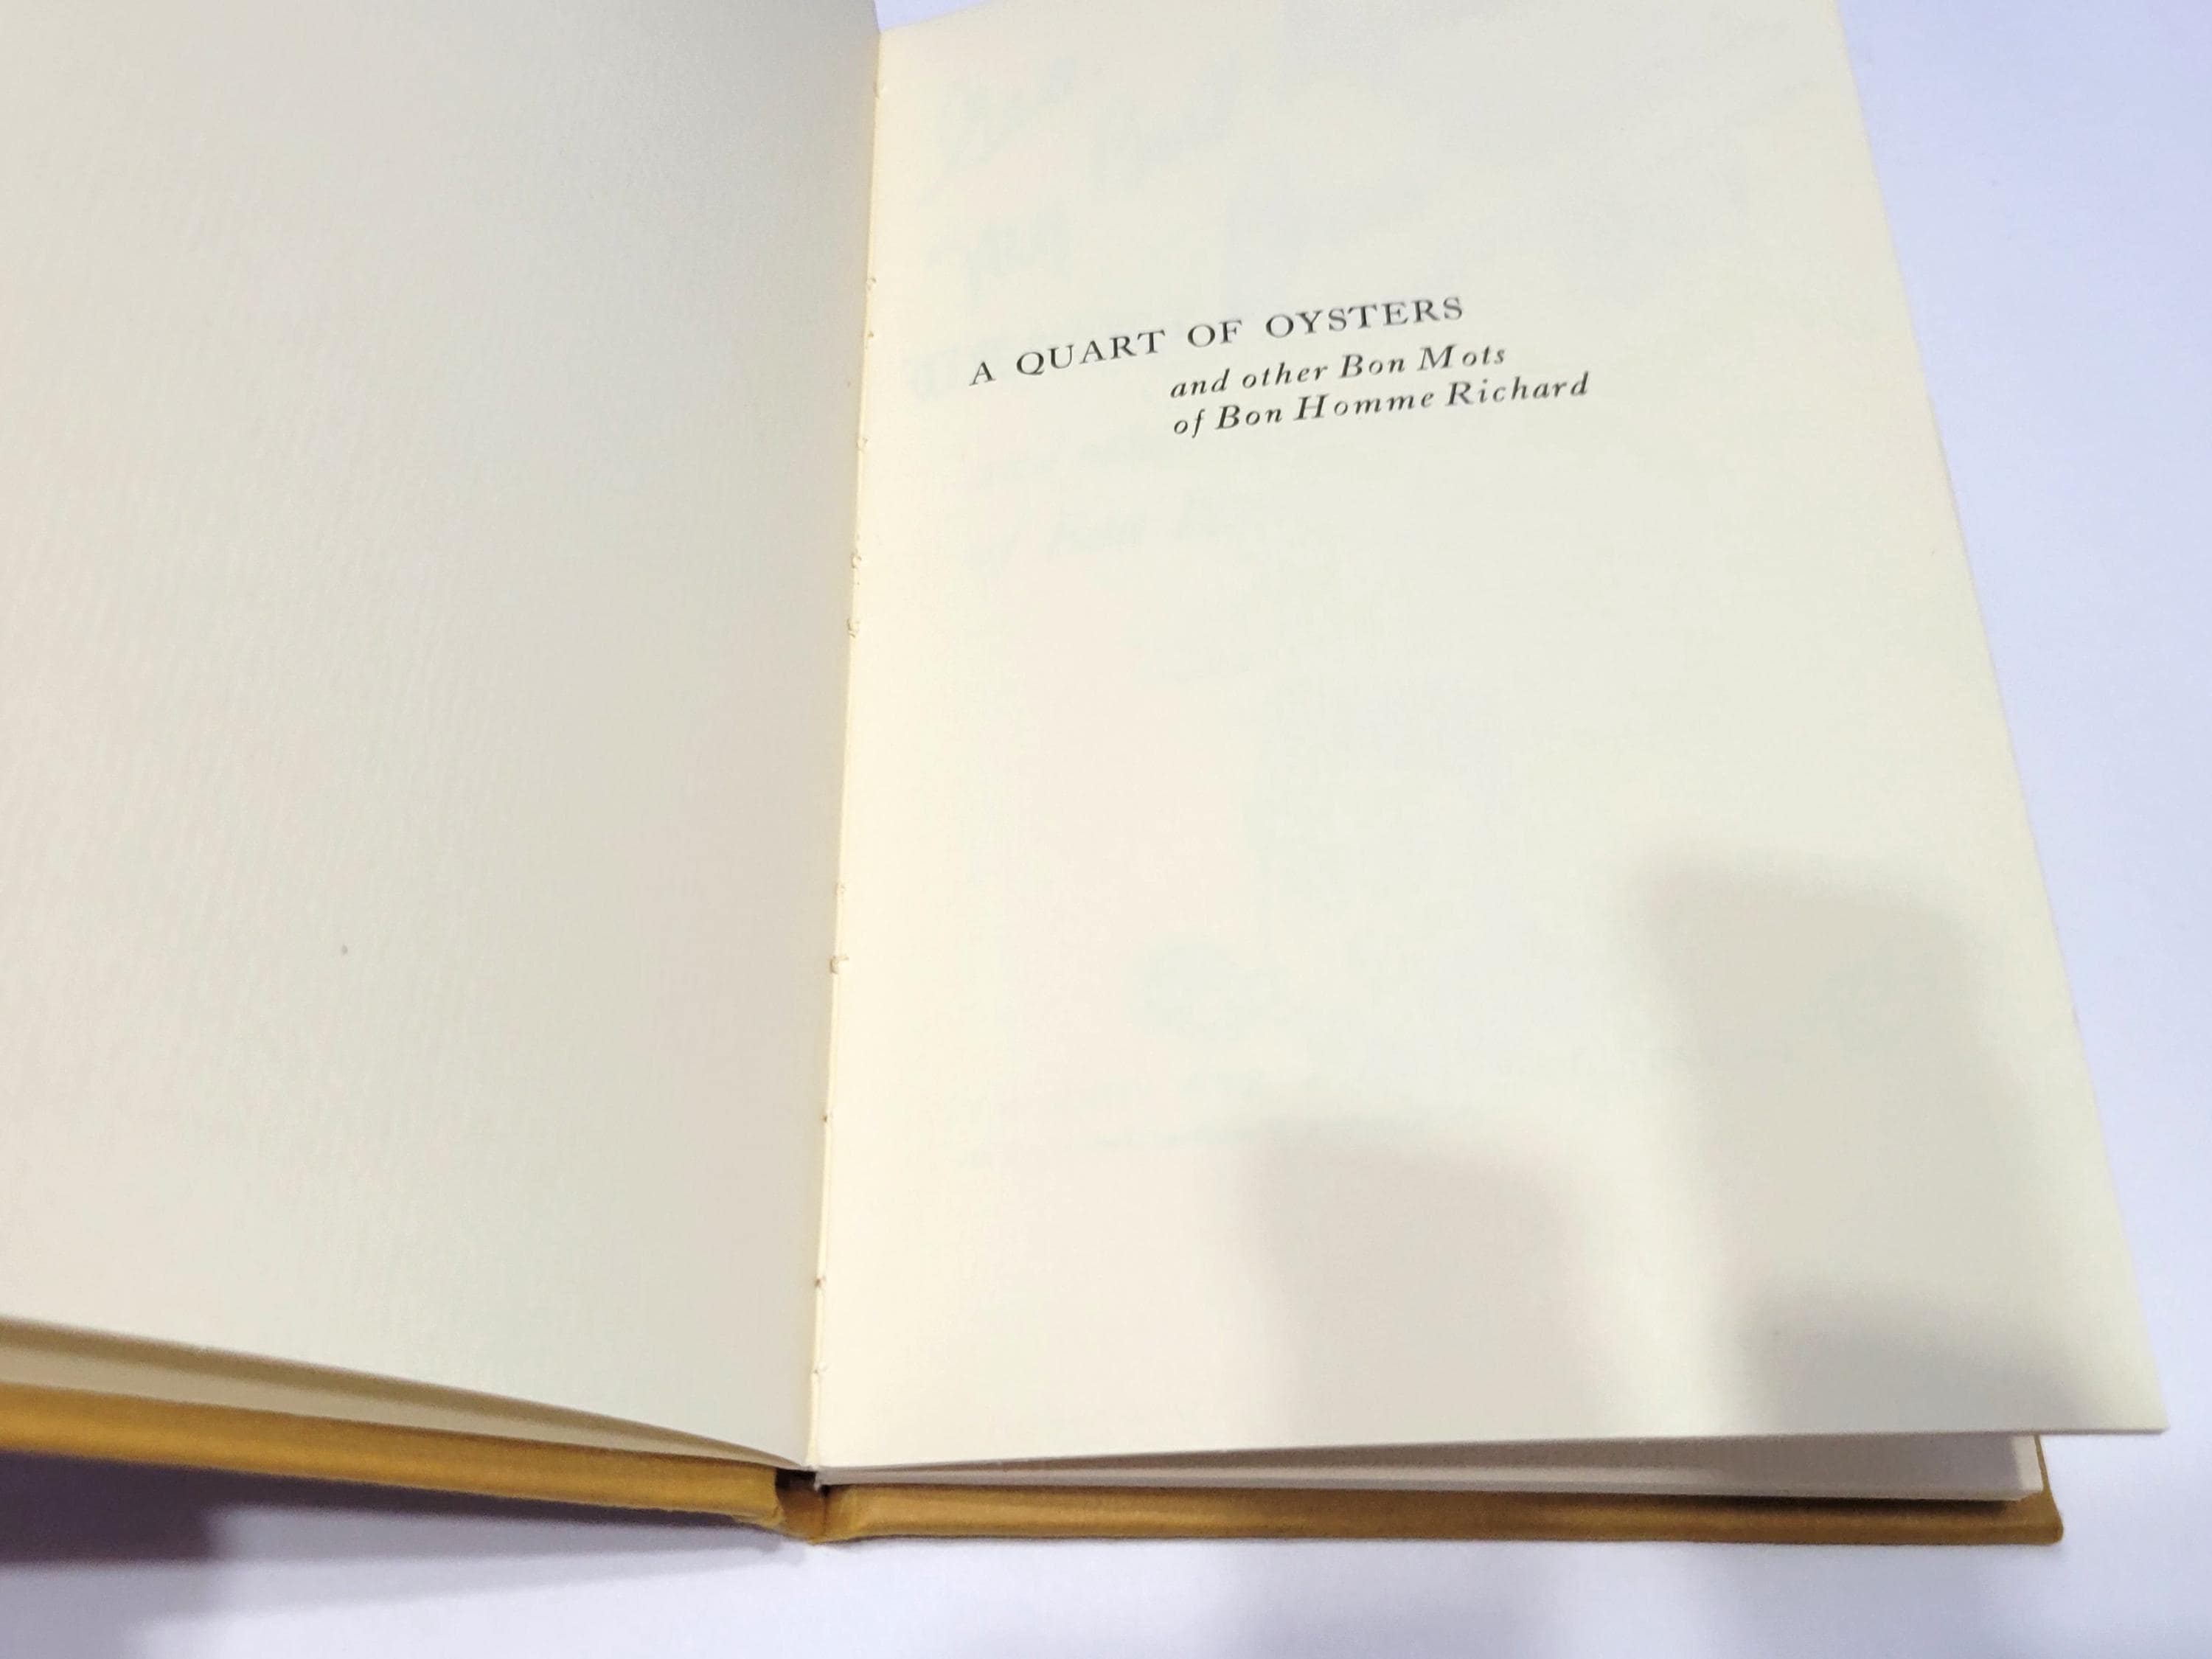 A QUART OF OYSTERS
and other Bon Mots
of Bon Homme Richard